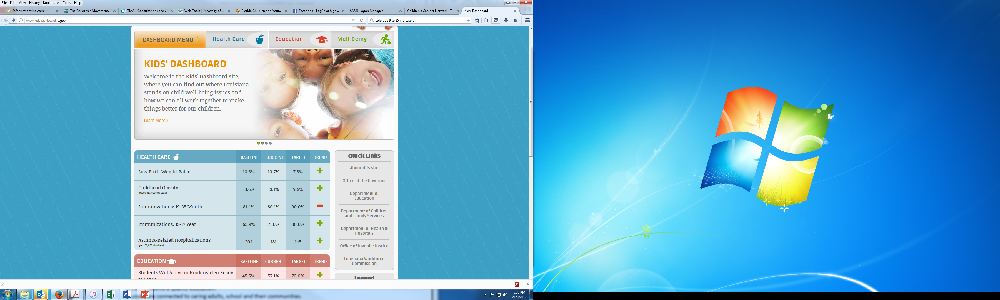 File Edit View History Bookmarks Tools Help
Informationvine.com
The Children's Movement...
TIAA - Consultations and ...
Web Tools | University of ...
Florida Children and Yout...
Facebook - Log In or Sign ...
SAS® Logon Manager
Children's Cabinet Network | T...
Kids' Dashboard
www.kidsdashboard.la.gov
colorado 9 to 25 indicators
DASHBOARD MENU
Health Care
Education
Well-Being
KIDS' DASHBOARD
Welcome to the Kids' Dashboard site,
where you can find out where Louisiana
stands on child well-being issues and
how we can all work together to make
things better for our children.
Learn More »
HEALTH CARE BASELINE CURRENT TARGET TREND
Low Birth-Weight Babies 10.8% 10.7% 7.8%
Childhood Obesity 13.6% 13.1% 9.6%
(based on reported data)
Immunizations: 19-35 Month 81.4% 80.1% 90.0%
Immunizations: 13-17 Year 65.9% 71.0% 80.0%
Asthma-Related Hospitalizations 204 181 145
(per 100,000 children)
EDUCATION BASELINE CURRENT TARGET TREND
Students Will Arrive in Kindergarten Ready 45.5% 57.1% 70.0%
to Learn
Quick Links
About this site
Office of the Governor
Department of
Education
Department of Children
and Family Services
Department of Health &
Hospitals
Office of Juvenile Justice
Louisiana Workforce
Commission
Legend
34
connected to caring adults, school and their communities.
5:33 PM
2/23/2017